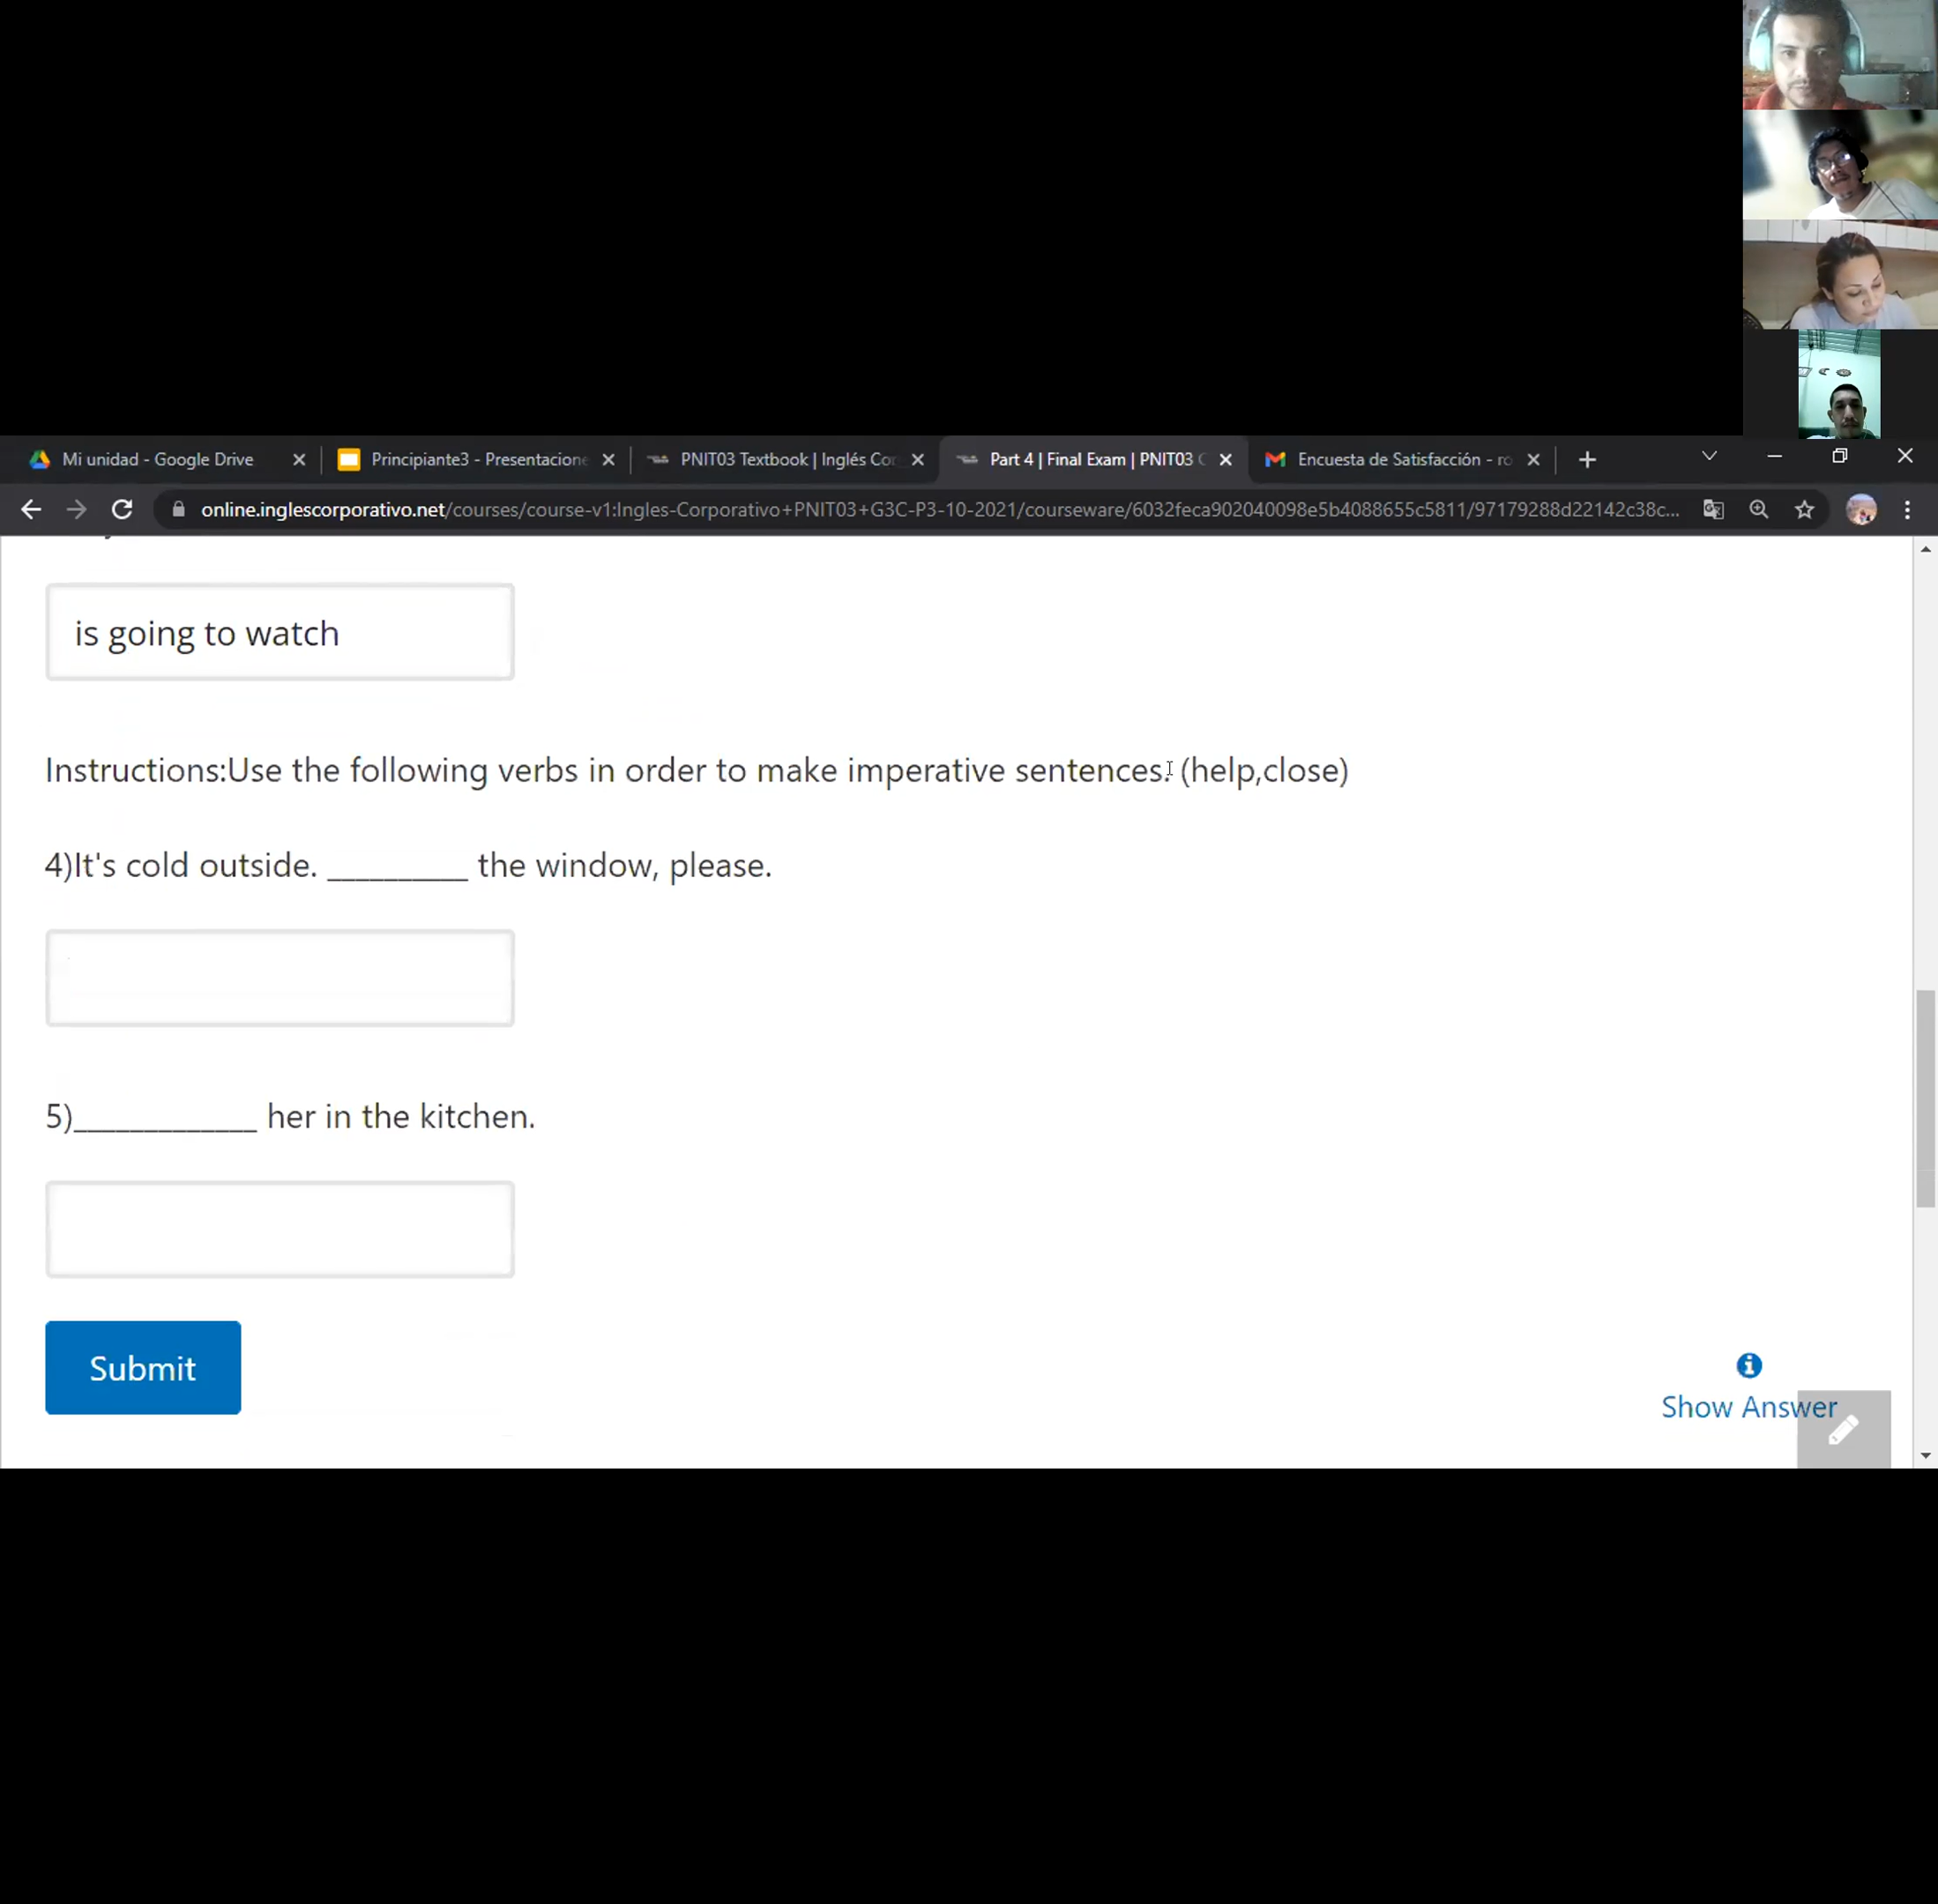 Mi unidad - Google Drive
Principiante3 - Presentacione
PNIT03 Textbook | Inglés Cor
Part 4 | Final Exam | PNIT03 C
Encuesta de Satisfacción - ro
online.inglescorporativo.net/courses/course-v1:Ingles-Corporativo+PNIT03+G3C-P3-10-2021/courseware/6032feca902040098e5b4088655c5811/97179288d22142c38c...
is going to watch
Instructions:Use the following verbs in order to make imperative sentences. (help,close)
4)It's cold outside. __________ the window, please.
5)_____________ her in the kitchen.
Submit
Show Answer